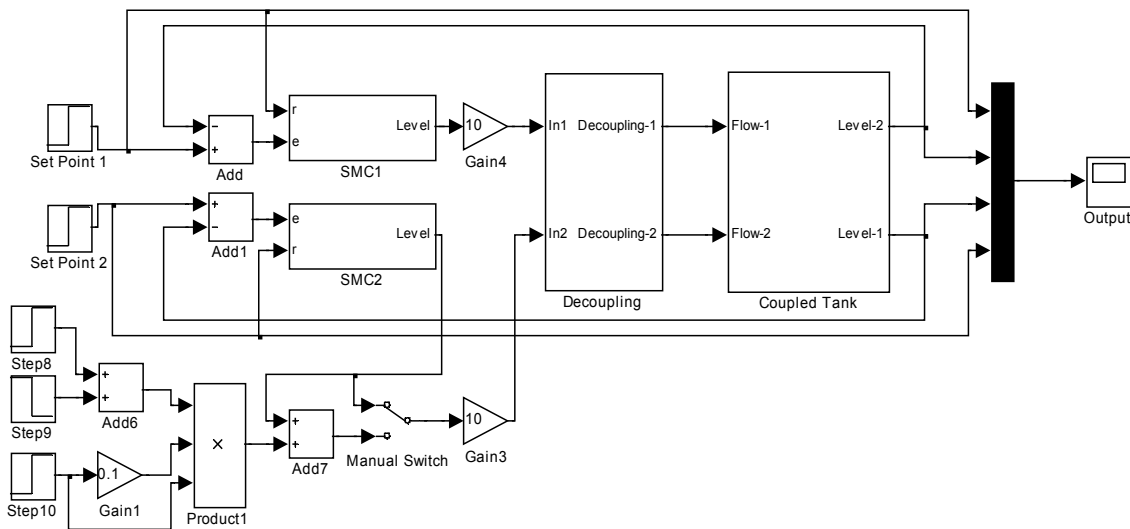 Set Point 1
−
+
Add
r
e
Level
SMC1
10
Gain4
In1
Decoupling-1
In2
Decoupling-2
Decoupling
Flow-1
Level-2
Flow-2
Level-1
Coupled Tank
Output
Set Point 2
+
−
Add1
e
r
Level
SMC2
Step8
Step9
+
+
Add6
Step10
0.1
Gain1
×
Product1
+
+
Add7
Manual Switch
10
Gain3